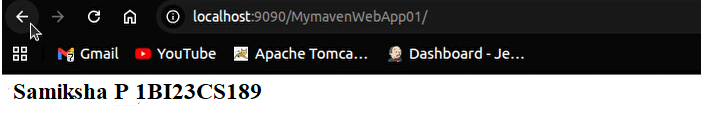 localhost:9090/MymavenWebApp01/
Gmail YouTube Apache Tomca... Dashboard - Je...
Samiksha P 1BI23CS189